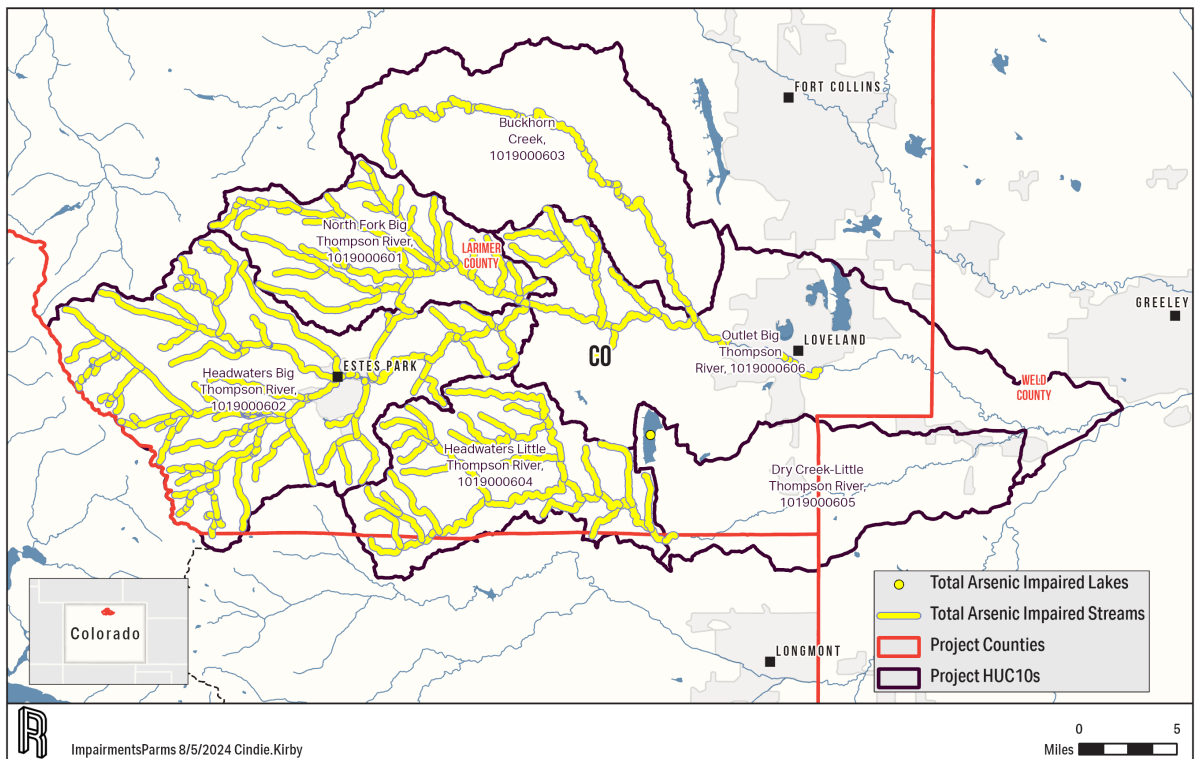 FORT COLLINS
Buckhorn
Creek,
1019000603
North Fork Big
Thompson River,
1019000601
LARIMER
COUNTY
GREELEY
Outlet Big
Thompson
River, 1019000606
LOVELAND
CO
ESTES PARK
Headwaters Big
Thompson River,
1019000602
WELD
COUNTY
Headwaters Little
Thompson River,
1019000604
Dry Creek-Little
Thompson River,
1019000605
Colorado
LONGMONT
Total Arsenic Impaired Lakes
Total Arsenic Impaired Streams
Project Counties
Project HUC10s
R
ImpairmentsParms 8/5/2024 Cindie.Kirby
0 5
Miles